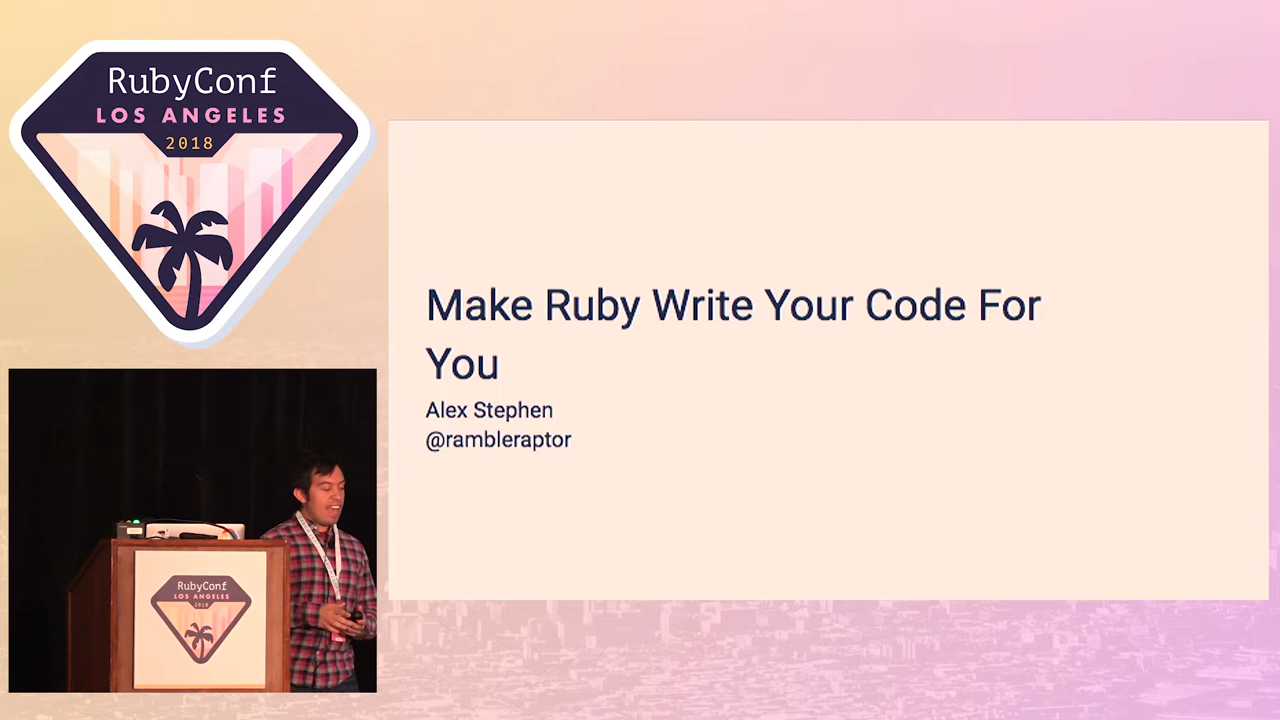 RubyConf
LOS ANGELES
2018
Make Ruby Write Your Code For
You
Alex Stephen
@rambleraptor
RubyConf
LOS ANGELES
2018